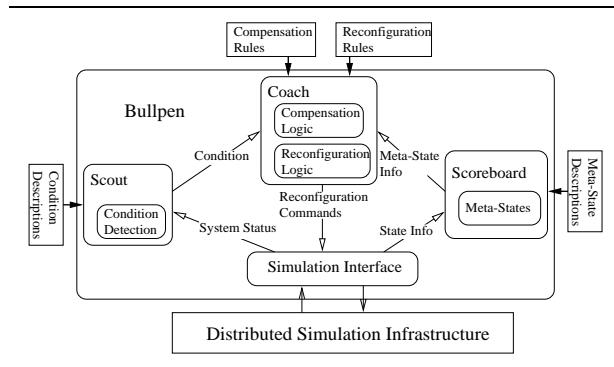 Compensation
Rules
Reconfiguration
Rules
Bullpen
Coach
Compensation
Logic
Reconfiguration
Logic
Condition
Meta-State
Info
Scout
Condition
Detection
Scoreboard
Meta-States
Condition
Descriptions
Meta-State
Descriptions
Reconfiguration
Commands
System Status
State Info
Simulation Interface
Distributed Simulation Infrastructure